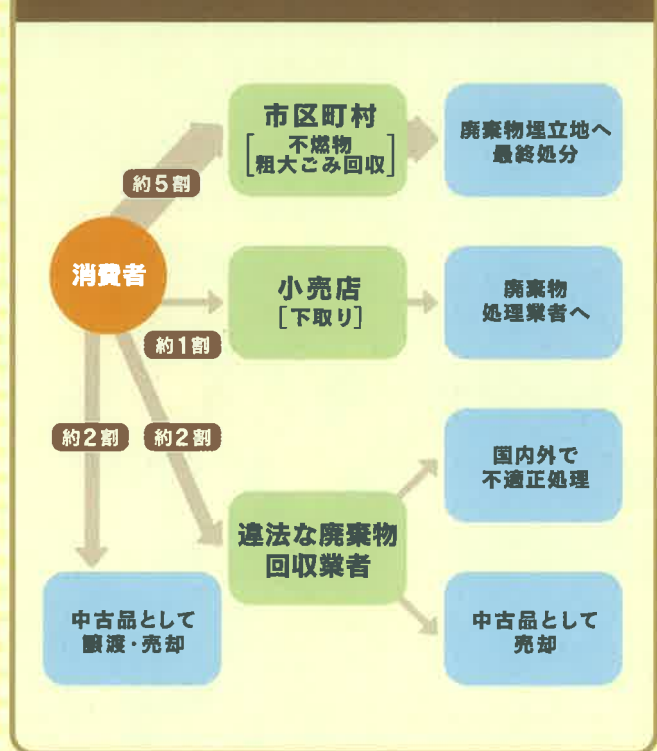 市区町村
[不燃物
粗大ごみ回収]
廃棄物埋立地へ
最終処分
約5割
消費者
小売店
[下取り]
廃棄物
処理業者へ
約1割
約2割
約2割
国内外で
不適正処理
違法な廃棄物
回収業者
中古品として
譲渡・売却
中古品として
売却